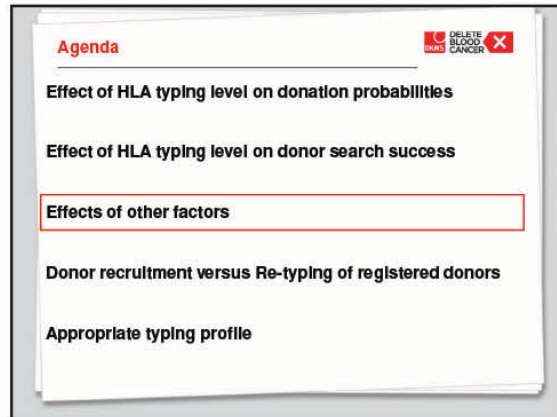 Agenda
DKMS
DELETE
BLOOD
CANCER
Effect of HLA typing level on donation probabilities
Effect of HLA typing level on donor search success
Effects of other factors
Donor recruitment versus Re-typing of registered donors
Appropriate typing profile